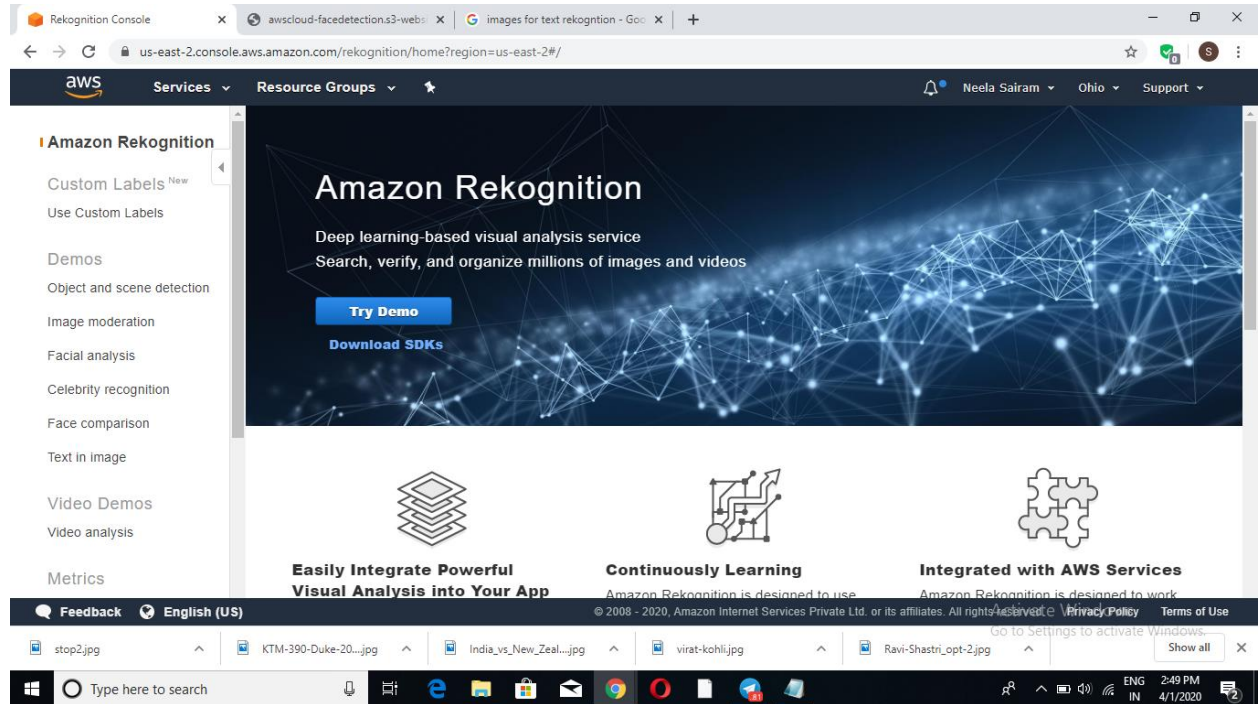 Rekognition Console
awscloud-facedetection.s3-websi
images for text rekogntion - Goo
us-east-2.console.aws.amazon.com/rekognition/home?region=us-east-2#/
0
S
aws
Services
Resource Groups
Neela Sairam
Ohio
Support
Amazon Rekognition
Custom Labels New
Use Custom Labels
Demos
Object and scene detection
Image moderation
Facial analysis
Celebrity recognition
Face comparison
Text in image
Video Demos
Video analysis
Metrics
Amazon Rekognition
Deep learning-based visual analysis service
Search, verify, and organize millions of images and videos
Try Demo
Download SDKs
Easily Integrate Powerful
Visual Analysis into Your App
Continuously Learning
Amazon Rekognition is designed to use
Integrated with AWS Services
Amazon Rekognition is designed to work
Feedback
English (US)
© 2008 - 2020, Amazon Internet Services Private Ltd. or its affiliates. All rights reserved.
Privacy Policy
Terms of Use
Activate Windows
Go to Settings to activate Windows.
stop2.jpg
KTM-390-Duke-20....jpg
India_vs_New_Zeal....jpg
virat-kohli.jpg
Ravi-Shastri_opt-2.jpg
Show all
Type here to search
ENG
IN
2:49 PM
4/1/2020
2